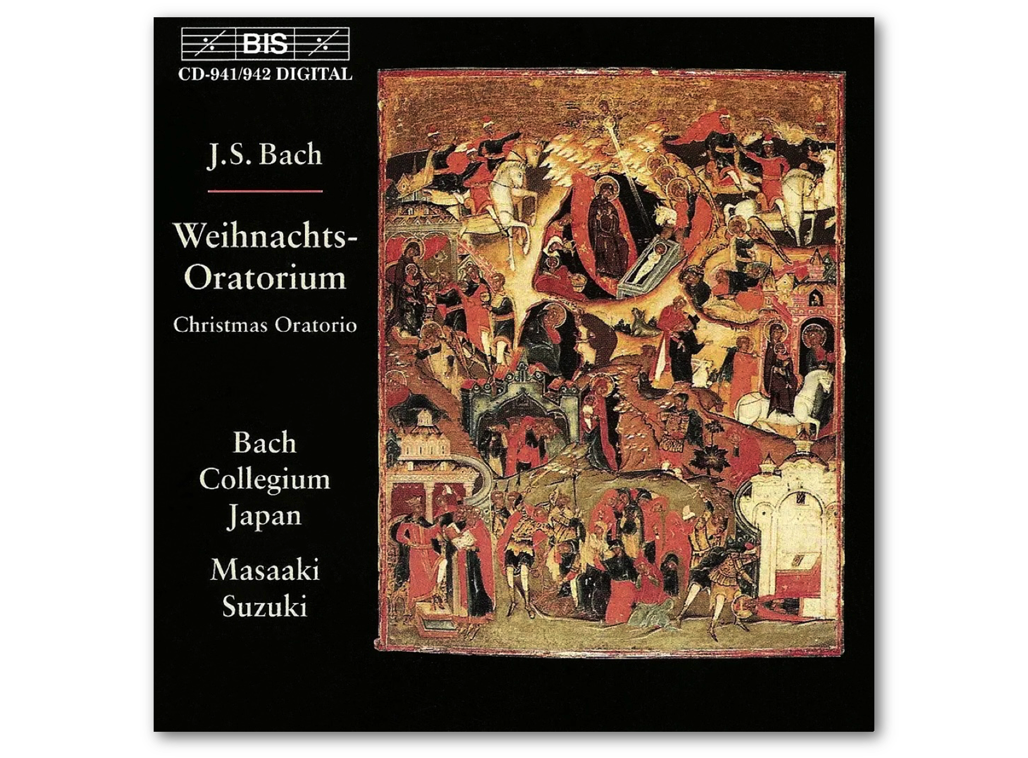 BIS
CD-941/942 DIGITAL
J.S. Bach
Weihnachts-
Oratorium
Christmas Oratorio
Bach
Collegium
Japan
Masaaki
Suzuki